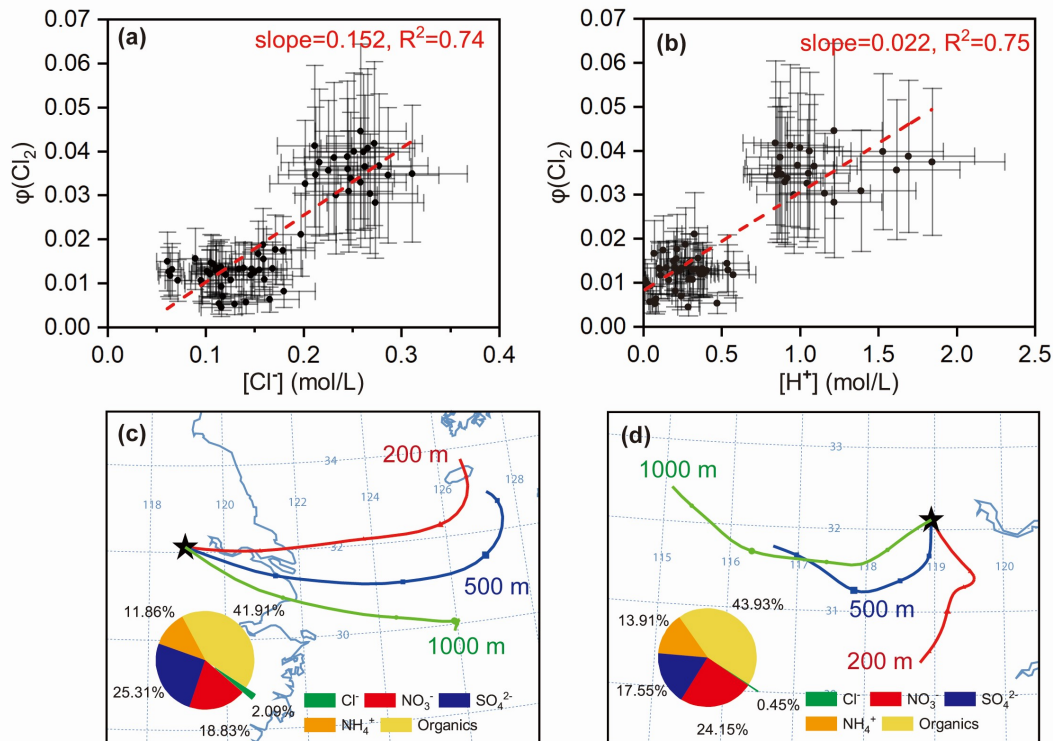 (a)
slope=0.152, R²=0.74
0.07
0.06
0.05
0.04
0.03
0.02
0.01
0.00
φ(Cl₂)
0.0 0.1 0.2 0.3 0.4
[Cl⁻] (mol/L)
(b)
slope=0.022, R²=0.75
0.07
0.06
0.05
0.04
0.03
0.02
0.01
0.00
φ(Cl₂)
0.0 0.5 1.0 1.5 2.0 2.5
[H⁺] (mol/L)
(c)
200 m
34
118 120 122 124 126 128
32
500 m
30
1000 m
11.86% 41.91%
25.31%
2.09%
18.83%
Cl⁻ NO₃⁻ SO₄²⁻
NH₄⁺ Organics
(d)
33
1000 m
32
115 116 117 118 119 120
31
500 m
200 m
43.93%
13.91%
17.55%
0.45%
24.15%
Cl⁻ NO₃⁻ SO₄²⁻
NH₄⁺ Organics